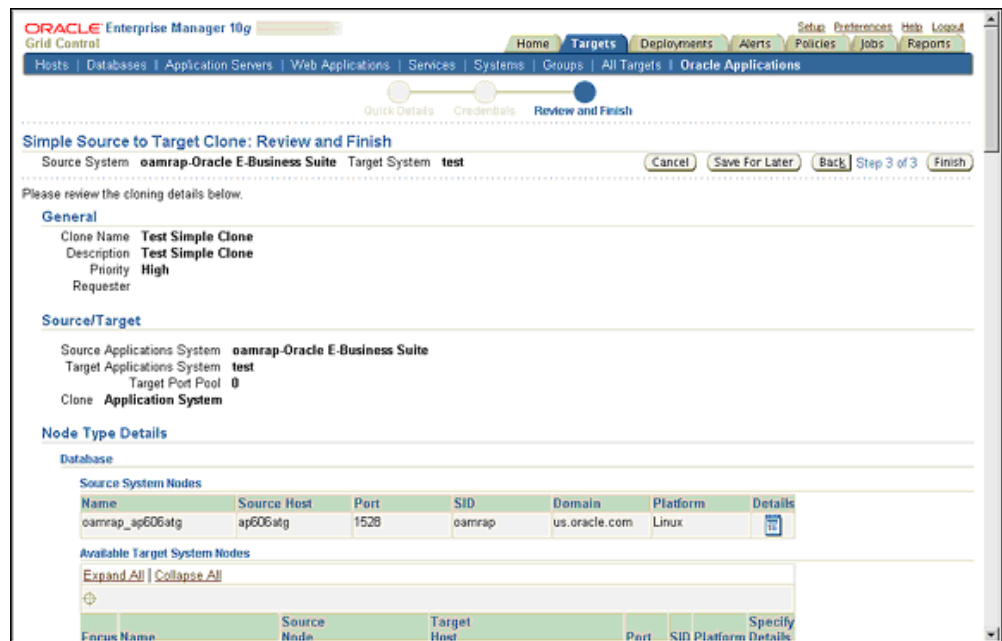 ORACLE Enterprise Manager 10g
Grid Control
Setup Preferences Help Logout
Home Targets Deployments Alerts Policies Jobs Reports
Hosts | Databases | Application Servers | Web Applications | Services | Systems | Groups | All Targets | Oracle Applications
Quick Details Credentials Review and Finish
Simple Source to Target Clone: Review and Finish
Source System oamrap-Oracle E-Business Suite Target System test
Cancel Save For Later Back Step 3 of 3 Finish
Please review the cloning details below.
General
Clone Name Test Simple Clone
Description Test Simple Clone
Priority High
Requester
Source/Target
Source Applications System oamrap-Oracle E-Business Suite
Target Applications System test
Target Port Pool 0
Clone Application System
Node Type Details
Database
Source System Nodes
Name Source Host Port SID Domain Platform Details
oamrap_ap606atg ap606atg 1528 oamrap us.oracle.com Linux
Available Target System Nodes
Expand All | Collapse All
Source Target Specify
Focus Name Node Host Port SID Platform Details